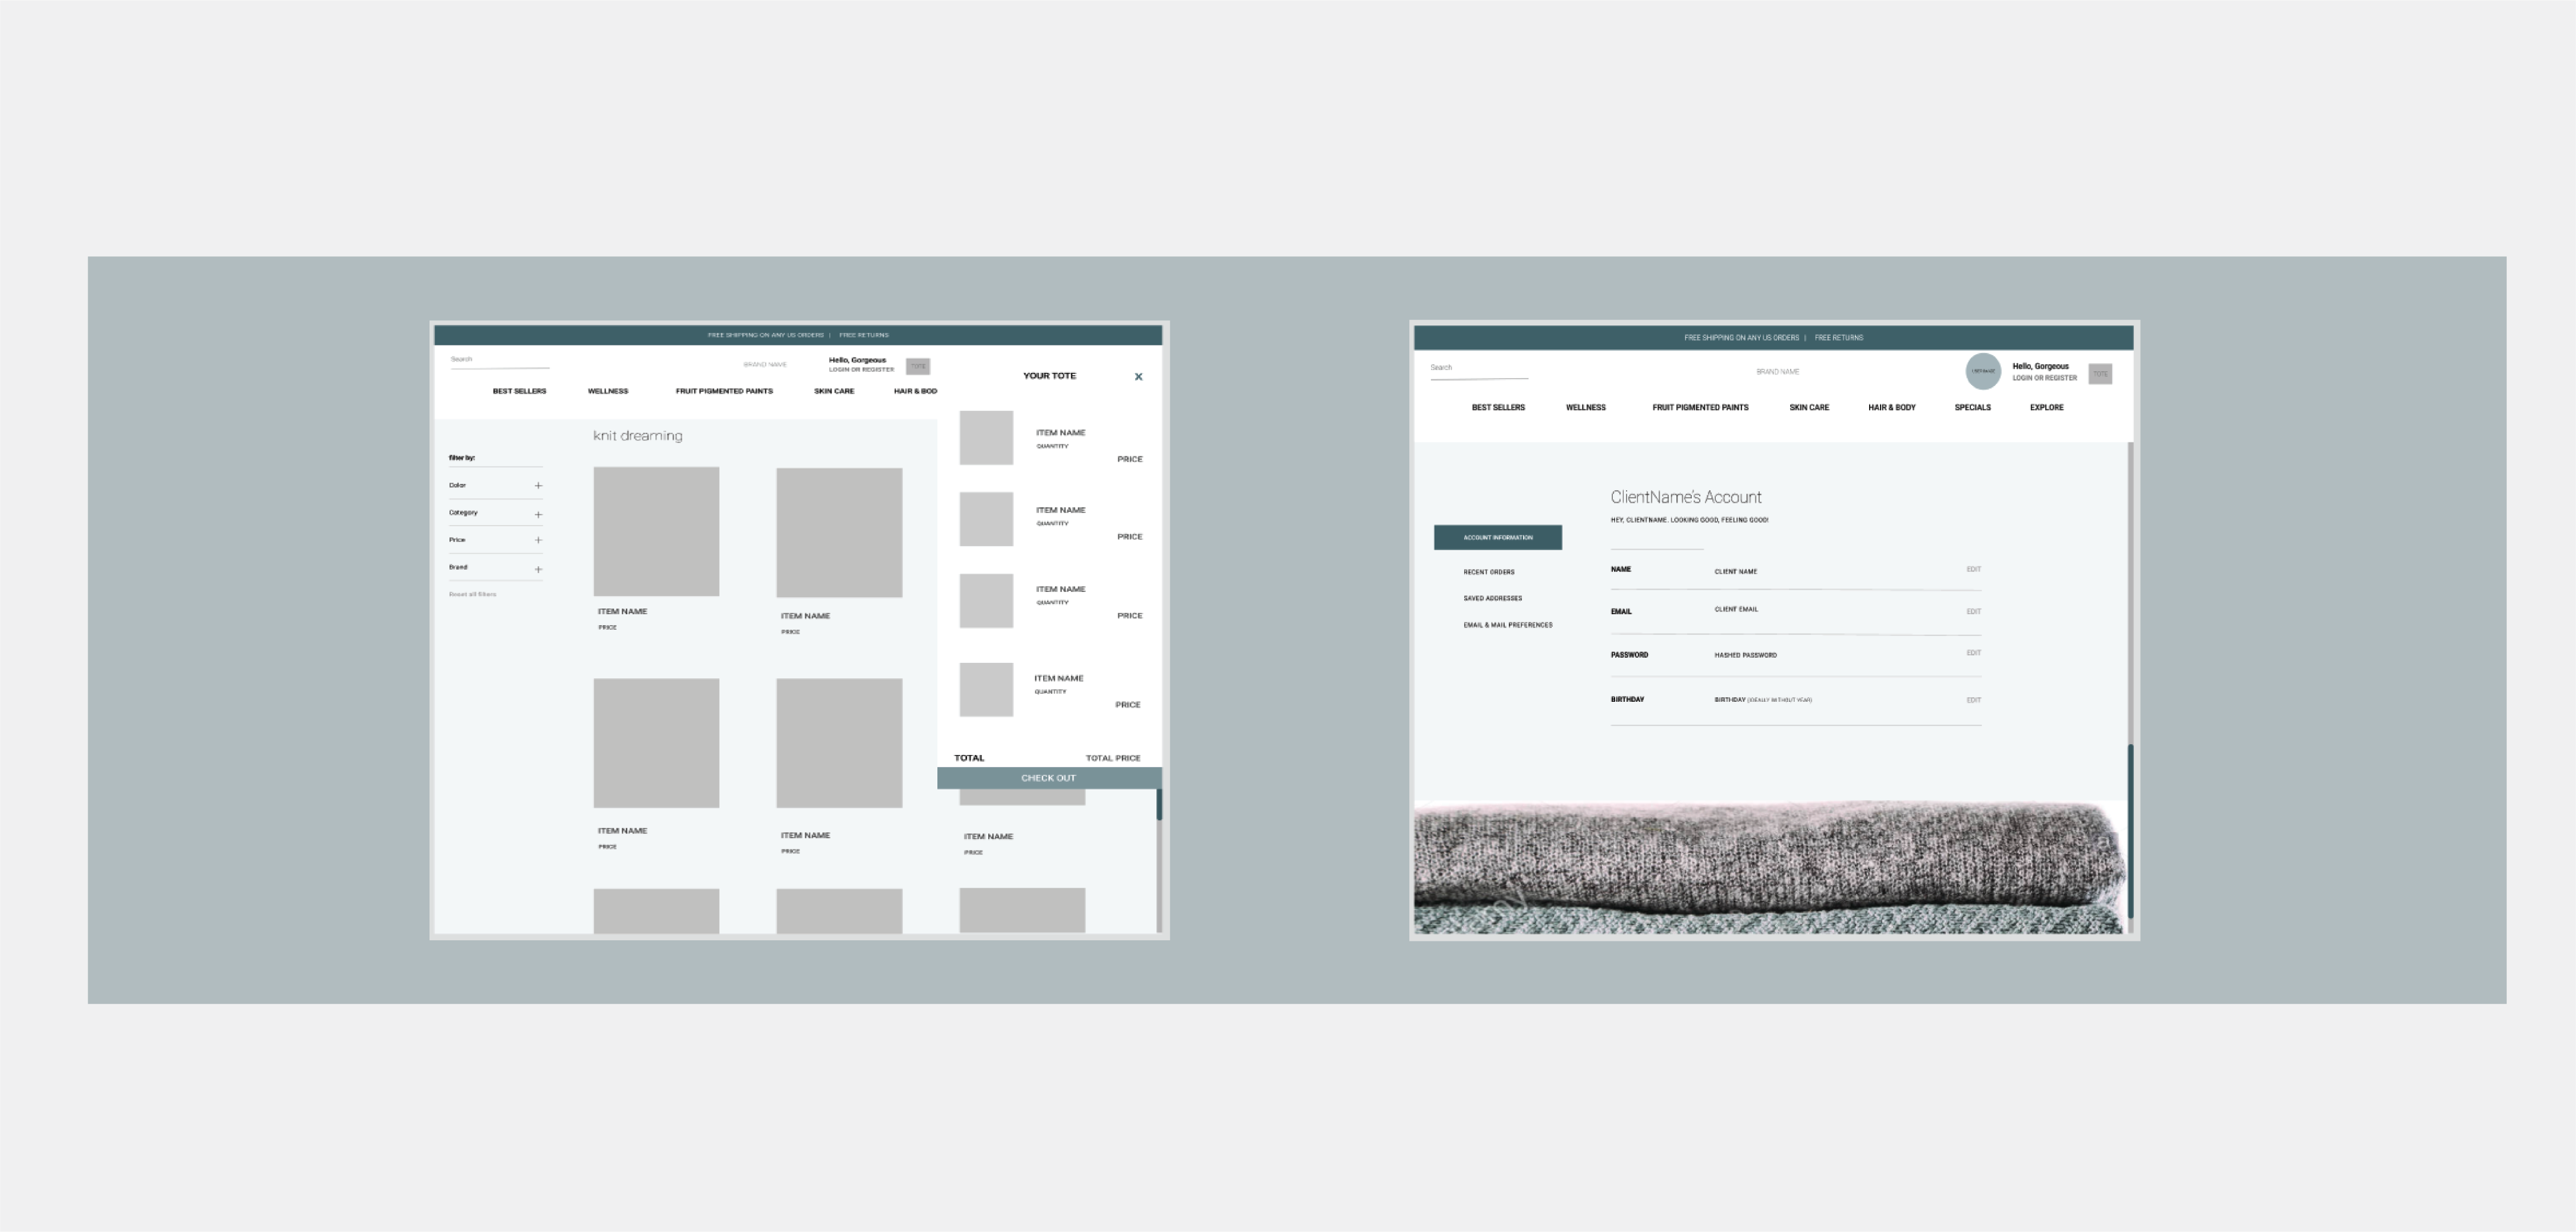 FREE SHIPPING ON ANY US ORDERS | FREE RETURNS
Search
BRAND NAME
Hello, Gorgeous
LOGIN OR REGISTER
TOTE
BEST SELLERS WELLNESS FRUIT PIGMENTED PAINTS SKIN CARE HAIR & BOD
knit dreaming
filter by:
Color +
Category +
Price +
Brand +
Reset all filters
ITEM NAME
PRICE
ITEM NAME
PRICE
ITEM NAME
PRICE
ITEM NAME
PRICE
ITEM NAME
PRICE
YOUR TOTE x
ITEM NAME
QUANTITY
PRICE
ITEM NAME
QUANTITY
PRICE
ITEM NAME
QUANTITY
PRICE
ITEM NAME
QUANTITY
PRICE
TOTAL TOTAL PRICE
CHECK OUT
FREE SHIPPING ON ANY US ORDERS | FREE RETURNS
Search
BRAND NAME
Hello, Gorgeous
LOGIN OR REGISTER
TOTE
BEST SELLERS WELLNESS FRUIT PIGMENTED PAINTS SKIN CARE HAIR & BODY SPECIALS EXPLORE
ACCOUNT INFORMATION
RECENT ORDERS
SAVED ADDRESSES
EMAIL & MAIL PREFERENCES
ClientName's Account
HEY, CLIENTNAME. LOOKING GOOD, FEELING GOOD!
NAME CLIENT NAME EDIT
EMAIL CLIENT EMAIL EDIT
PASSWORD HASHED PASSWORD EDIT
BIRTHDAY BIRTHDAY (IDEALLY WITHOUT YEAR) EDIT